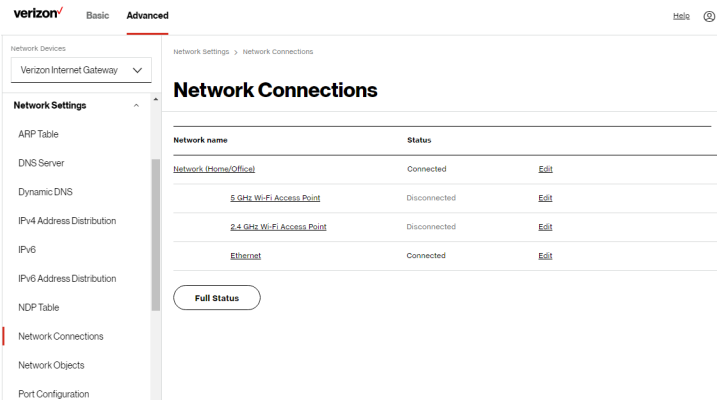 verizon
Basic
Advanced
Help
Network Devices
Verizon Internet Gateway
Network Settings
ARP Table
DNS Server
Dynamic DNS
IPv4 Address Distribution
IPv6
IPv6 Address Distribution
NDP Table
Network Connections
Network Objects
Port Configuration
Network Settings > Network Connections
Network Connections
Network name Status
Network (Home/Office) Connected Edit
5 GHz Wi-Fi Access Point Disconnected Edit
2.4 GHz Wi-Fi Access Point Disconnected Edit
Ethernet Connected Edit
Full Status